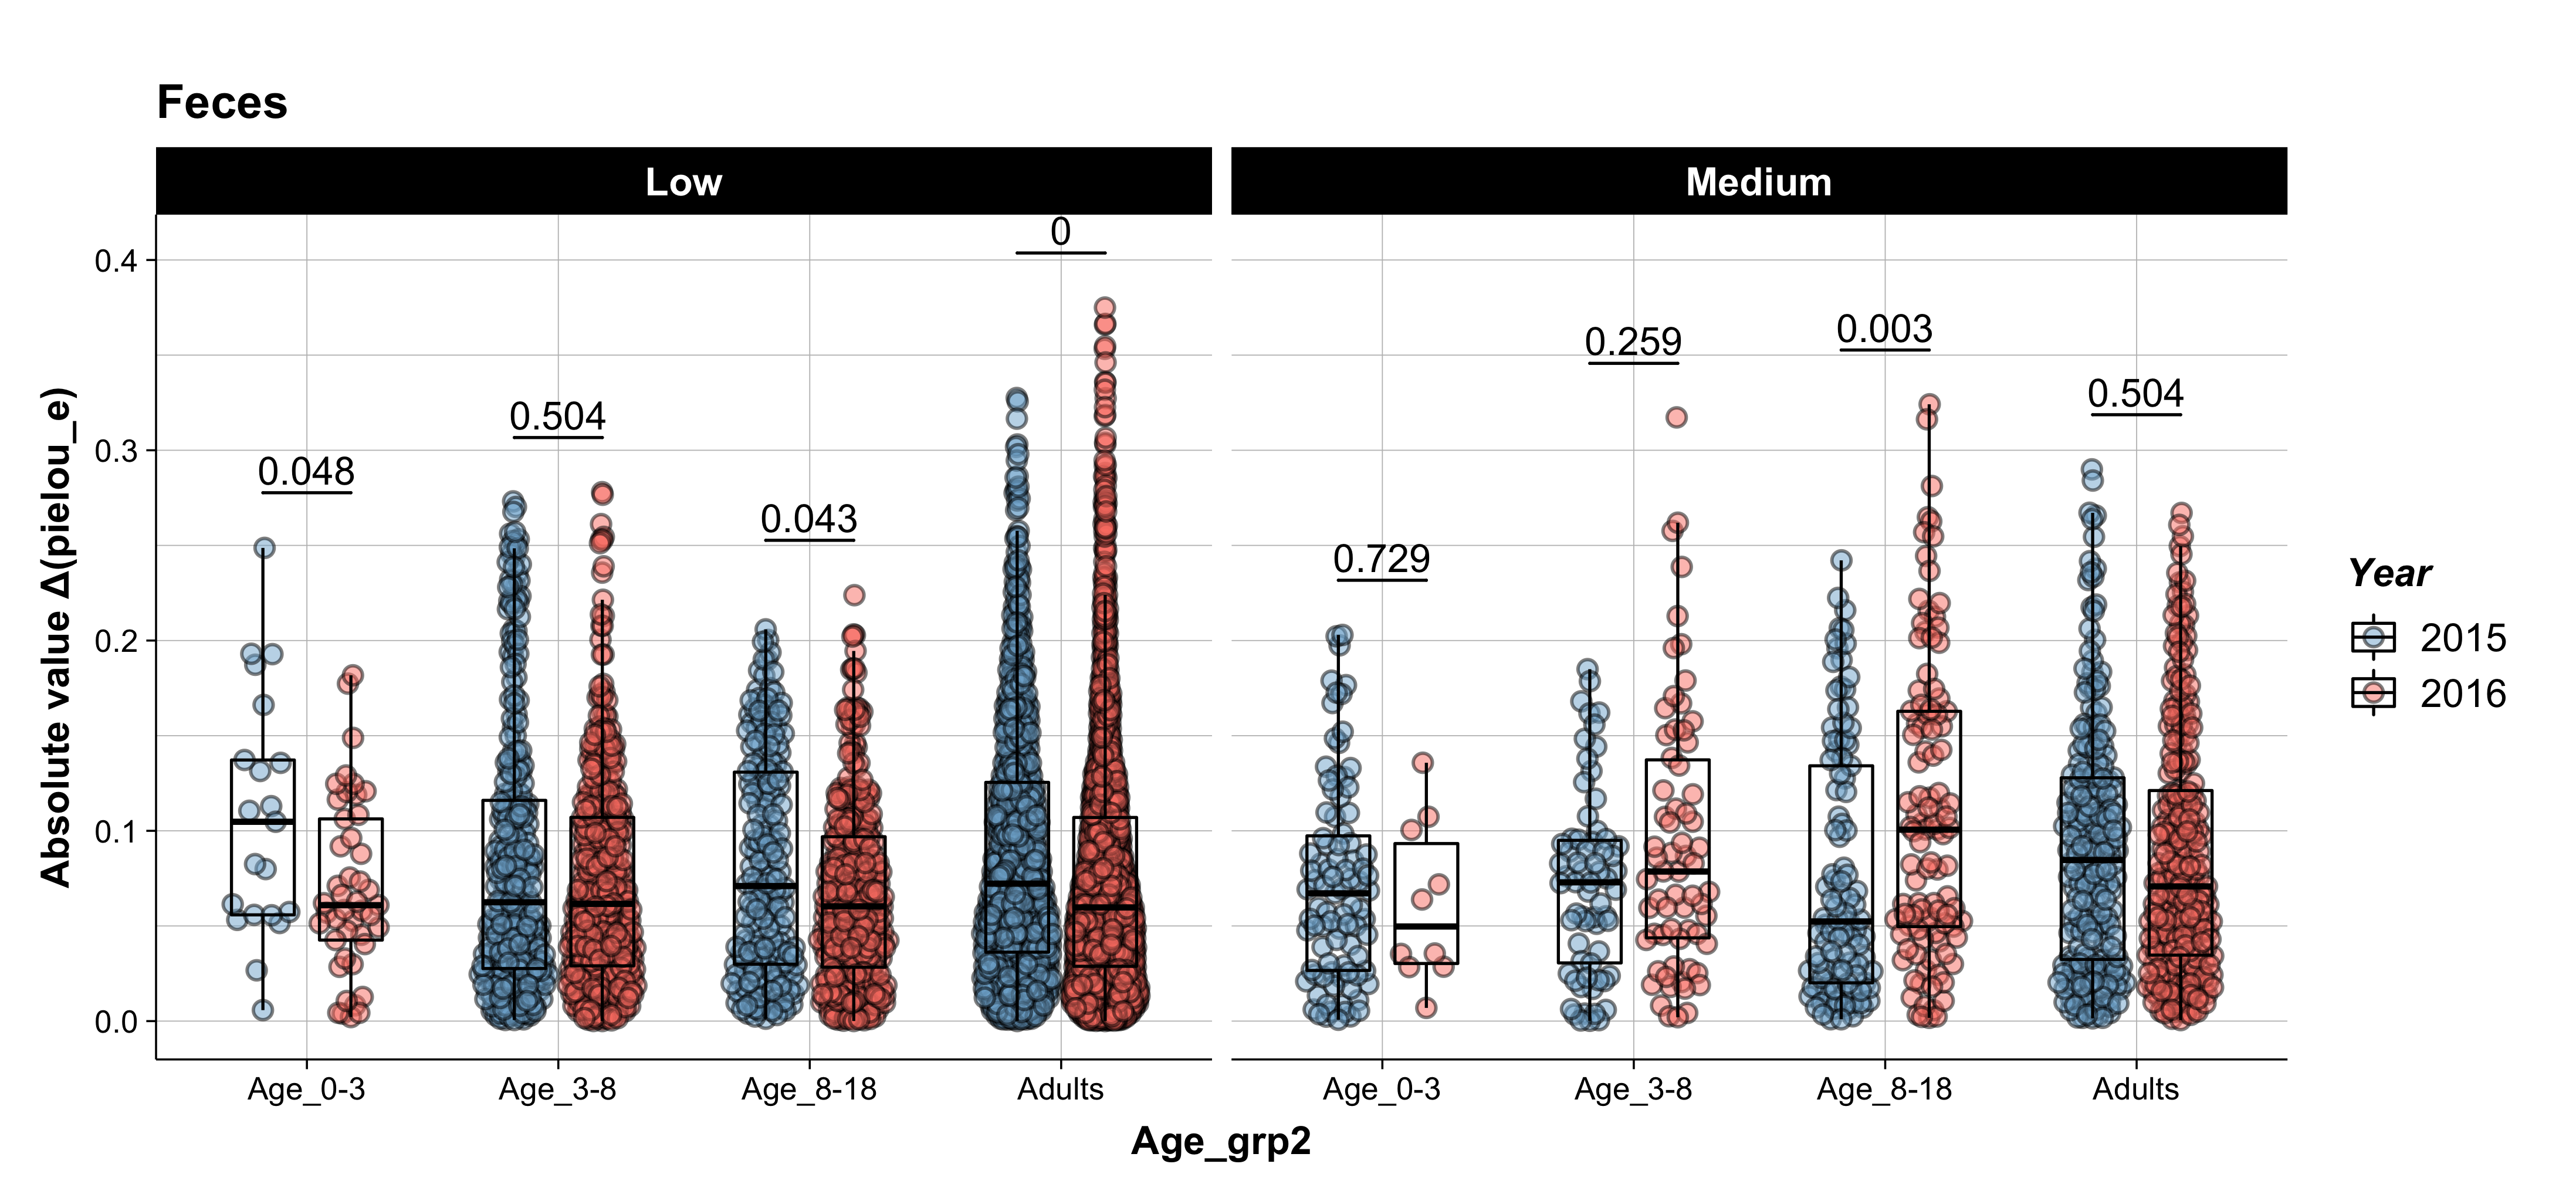 Feces
Low
Medium
Absolute value Δ(pielou_e)
0.4
0.3
0.2
0.1
0.0
0.048
0.504
0.043
0
0.729
0.259
0.003
0.504
Age_0-3
Age_3-8
Age_8-18
Adults
Age_0-3
Age_3-8
Age_8-18
Adults
Age_grp2
Year
2015
2016